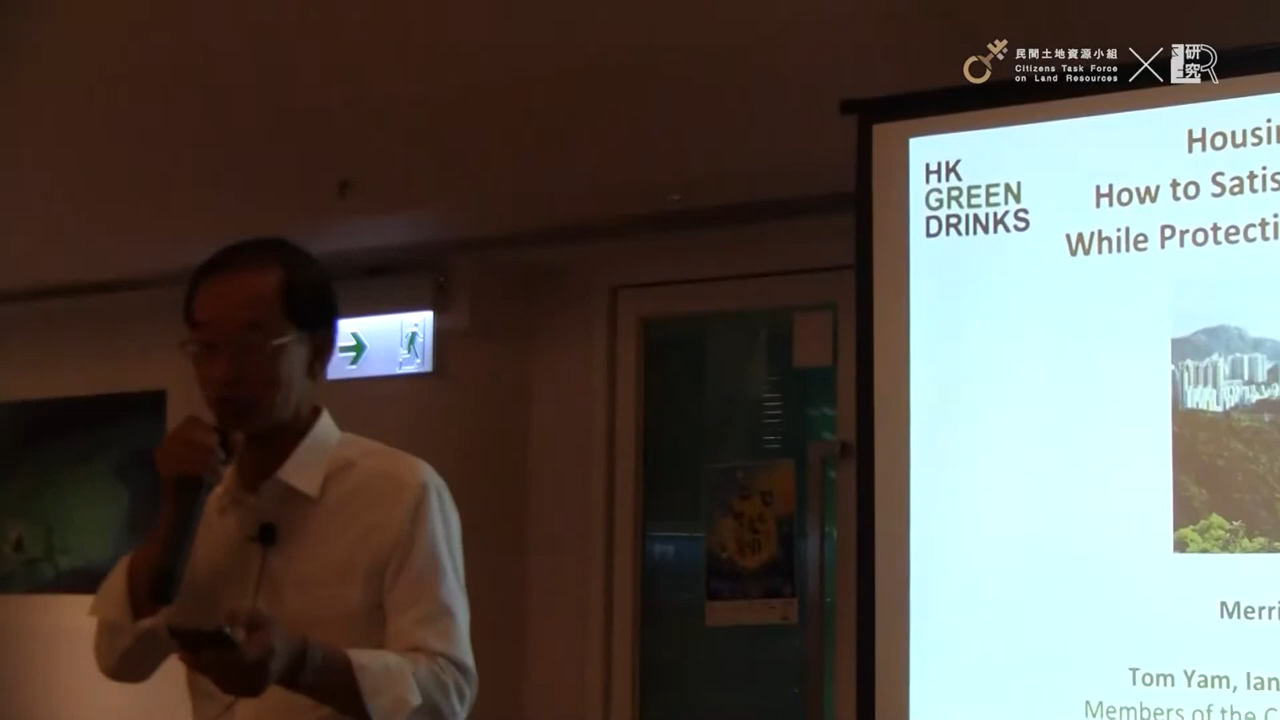 民間土地資源小組
Citizens Task Force
on Land Resources
研究
HK
GREEN
DRINKS
Housi
How to Satis
While Protecti
Merri
Tom Yam, Ian
Members of the C